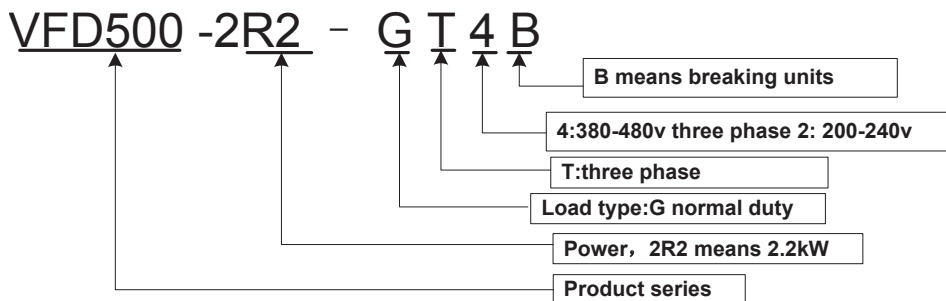 VFD500 -2R2 - G T 4 B
B means breaking units
4:380-480v three phase 2: 200-240v
T:three phase
Load type:G normal duty
Power，2R2 means 2.2kW
Product series